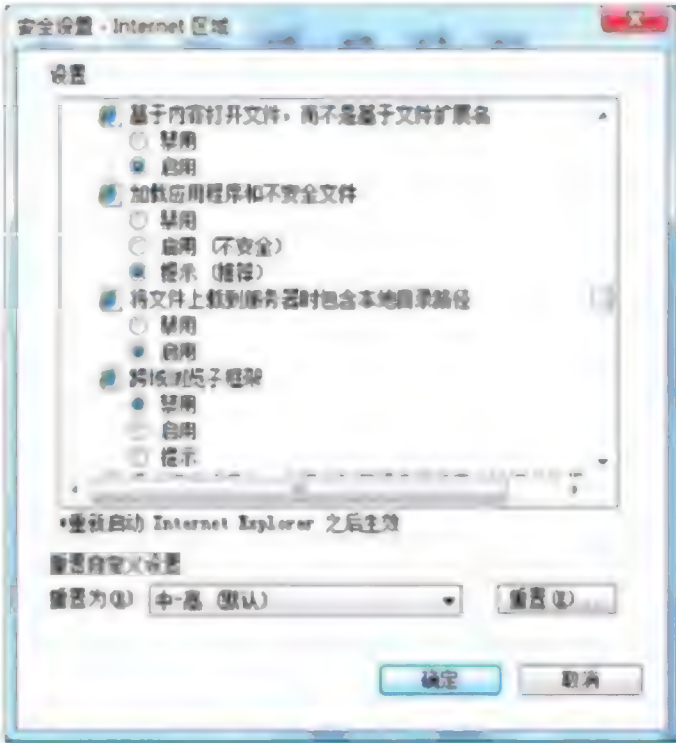 安全设置 - Internet 区域
设置
基于内容打开文件，而不是基于文件扩展名
禁用
启用
加载应用程序和不安全文件
禁用
启用（不安全）
提示（推荐）
将文件上载到服务器时包含本地目录路径
禁用
启用
跨域浏览子框架
禁用
启用
提示
*重新启动 Internet Explorer 之后生效
重置自定义设置
重置为(R) 中-高（默认） 重置(E)...
确定 取消